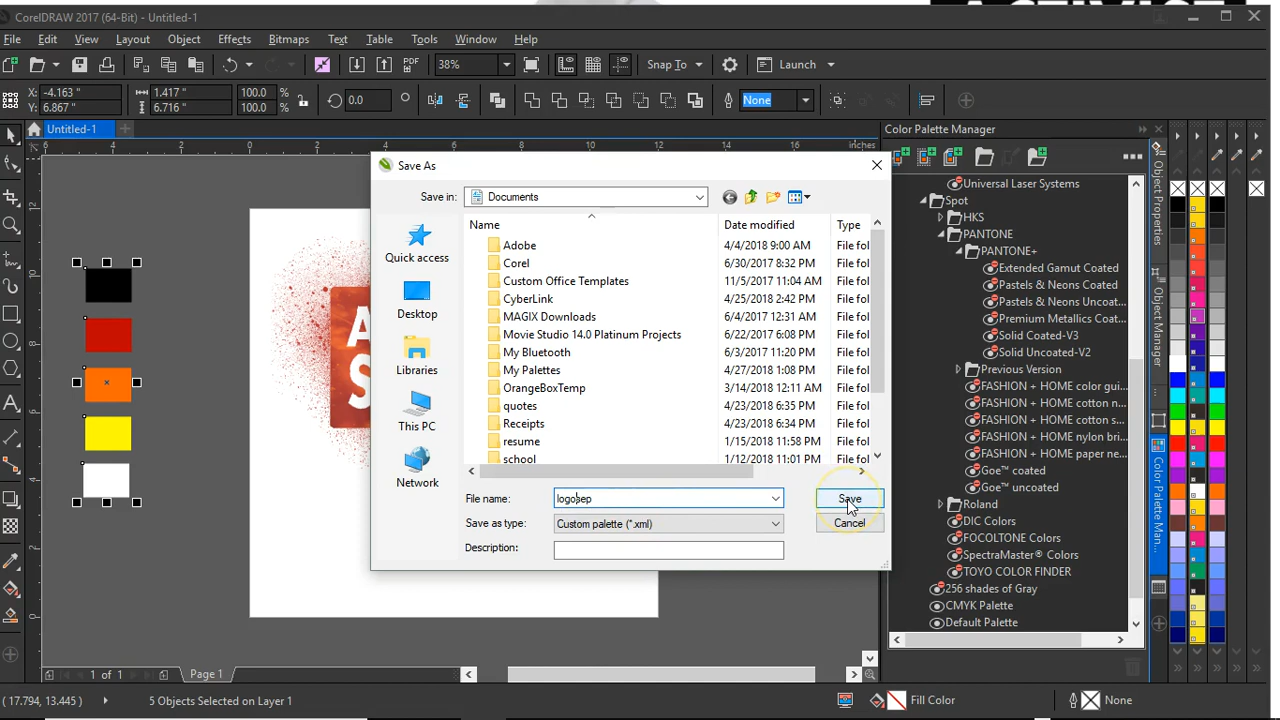 CorelDRAW 2017 (64-Bit) - Untitled-1
File Edit View Layout Object Effects Bitmaps Text Table Tools Window Help
PDF 38% Snap To Launch
X: -4.163 " 1.417 " 100.0 % 0.0 ° None
Y: 6.867 " 6.716 " 100.0 %
Untitled-1
Color Palette Manager
6 4 2 0 2 4 6 8 10 12 14 16 inches
Save As
Save in: Documents
Name Date modified Type
Adobe 4/4/2018 9:00 AM File fol
Corel 6/30/2017 8:32 PM File fol
Custom Office Templates 11/5/2017 11:04 AM File fol
CyberLink 4/25/2018 2:42 PM File fol
MAGIX Downloads 6/4/2017 12:31 AM File fol
Movie Studio 14.0 Platinum Projects 6/22/2017 6:08 PM File fol
My Bluetooth 6/3/2017 11:20 PM File fol
My Palettes 4/27/2018 1:08 PM File fol
OrangeBoxTemp 3/14/2018 12:11 AM File fol
quotes 4/23/2018 6:35 PM File fol
Receipts 4/23/2018 6:34 PM File fol
resume 1/15/2018 11:58 PM File fol
school 1/12/2018 11:01 PM File fol
Quick access
Desktop
Libraries
This PC
Network
File name: logosep Save
Save as type: Custom palette (*.xml) Cancel
Description:
A
S
Universal Laser Systems
Spot
HKS
PANTONE
PANTONE+
Extended Gamut Coated
Pastels & Neons Coated
Pastels & Neons Uncoat...
Premium Metallics Coat...
Solid Coated-V3
Solid Uncoated-V2
Previous Version
FASHION + HOME color gui...
FASHION + HOME cotton n...
FASHION + HOME cotton s...
FASHION + HOME nylon bri...
FASHION + HOME paper ne...
Goe™ coated
Goe™ uncoated
Roland
DIC Colors
FOCOLTONE Colors
SpectraMaster® Colors
TOYO COLOR FINDER
256 shades of Gray
CMYK Palette
Default Palette
Object Properties
Object Manager
Color Palette Man...
1 of 1 Page 1
(17.794, 13.445) 5 Objects Selected on Layer 1 Fill Color None